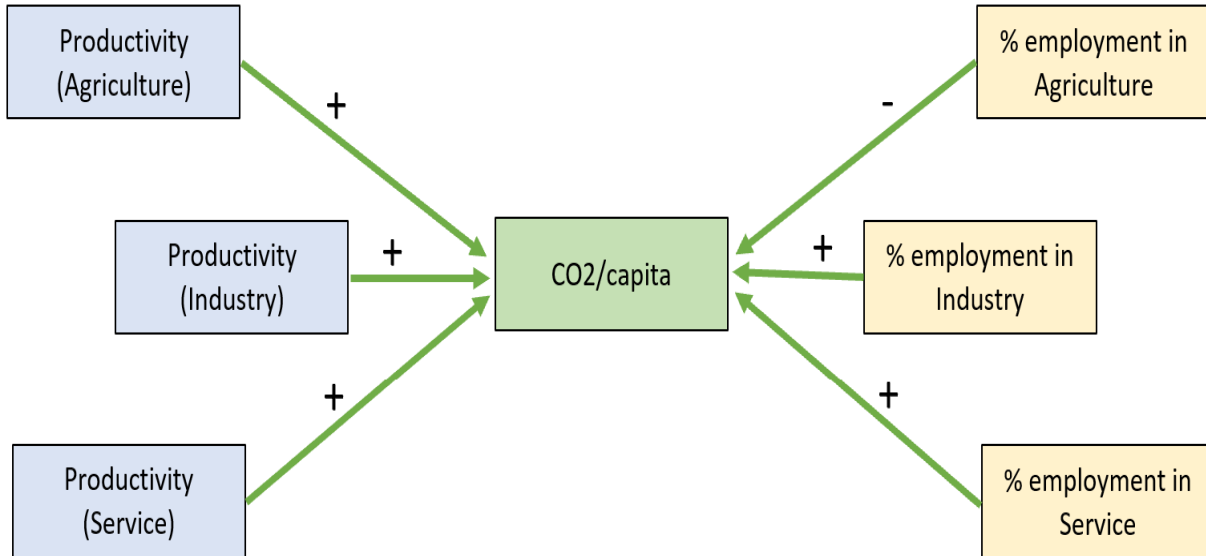 Productivity
(Agriculture)
+
-
% employment in
Agriculture
Productivity
(Industry)
+
CO2/capita
+
% employment in
Industry
+
+
Productivity
(Service)
% employment in
Service